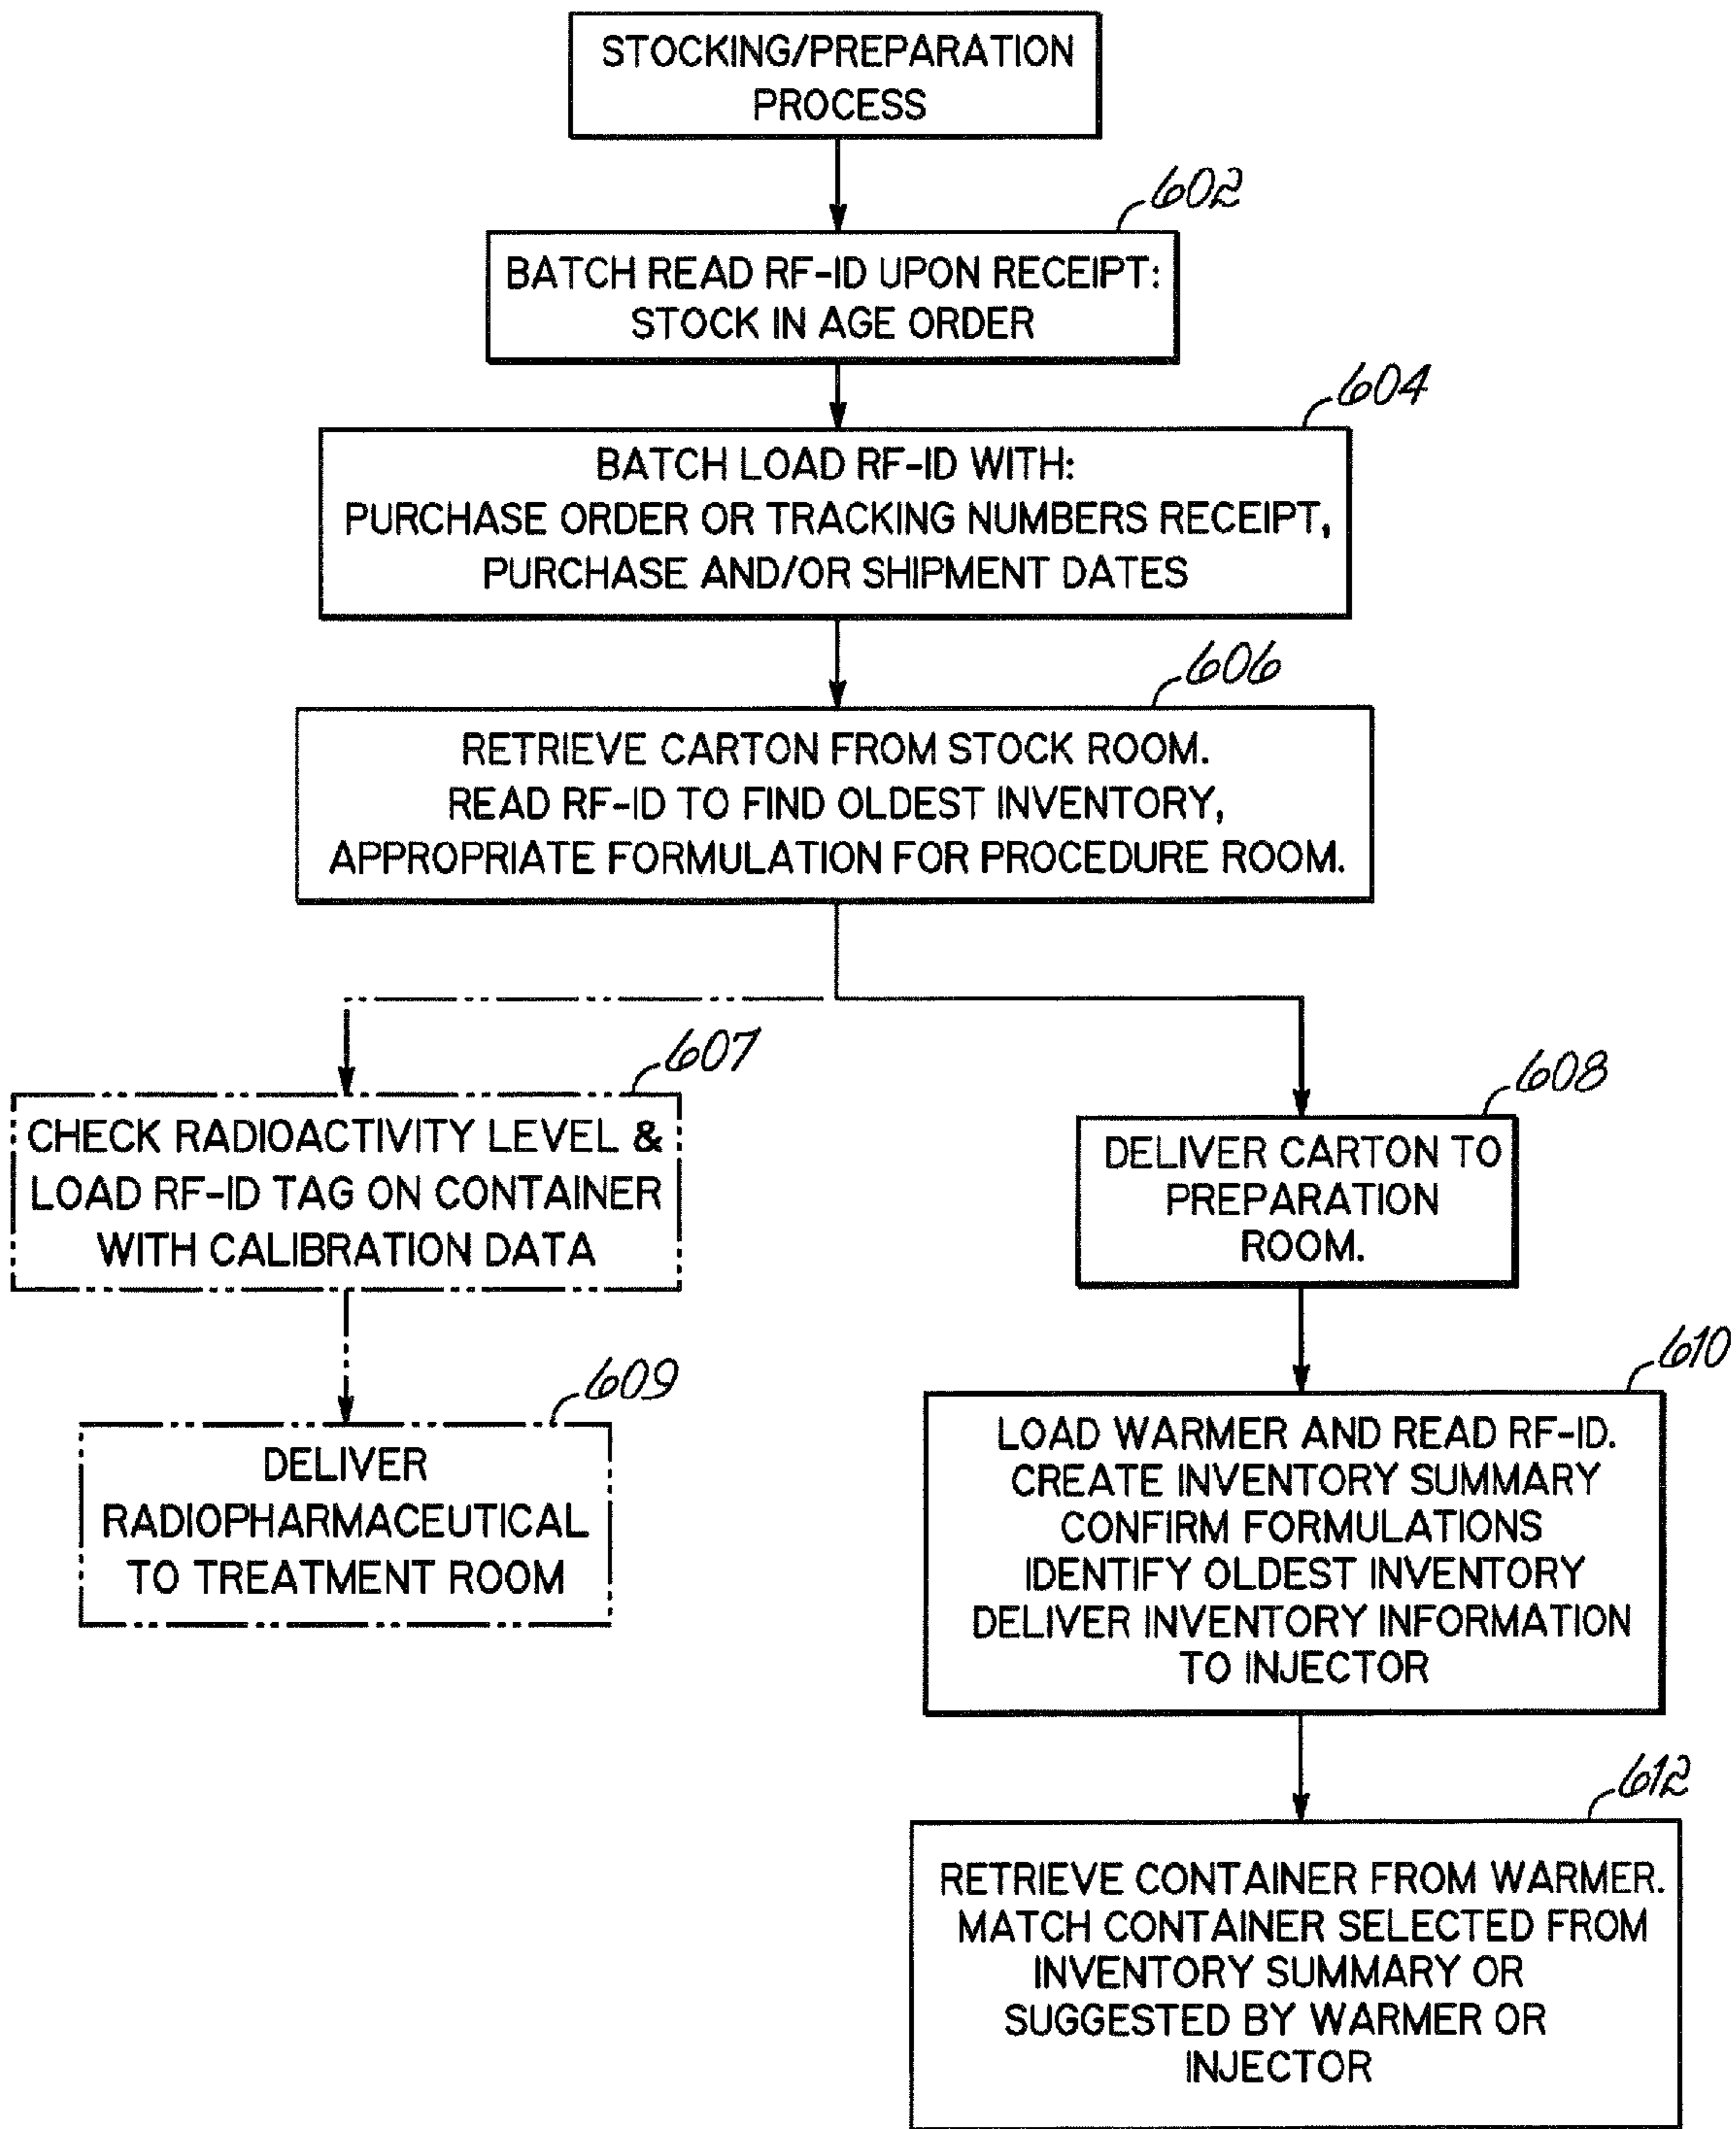 STOCKING/PREPARATION
PROCESS
602
BATCH READ RF-ID UPON RECEIPT:
STOCK IN AGE ORDER
604
BATCH LOAD RF-ID WITH:
PURCHASE ORDER OR TRACKING NUMBERS RECEIPT,
PURCHASE AND/OR SHIPMENT DATES
606
RETRIEVE CARTON FROM STOCK ROOM.
READ RF-ID TO FIND OLDEST INVENTORY,
APPROPRIATE FORMULATION FOR PROCEDURE ROOM.
607
CHECK RADIOACTIVITY LEVEL &
LOAD RF-ID TAG ON CONTAINER
WITH CALIBRATION DATA
609
DELIVER
RADIOPHARMACEUTICAL
TO TREATMENT ROOM
608
DELIVER CARTON TO
PREPARATION
ROOM.
610
LOAD WARMER AND READ RF-ID.
CREATE INVENTORY SUMMARY
CONFIRM FORMULATIONS
IDENTIFY OLDEST INVENTORY
DELIVER INVENTORY INFORMATION
TO INJECTOR
612
RETRIEVE CONTAINER FROM WARMER.
MATCH CONTAINER SELECTED FROM
INVENTORY SUMMARY OR
SUGGESTED BY WARMER OR
INJECTOR